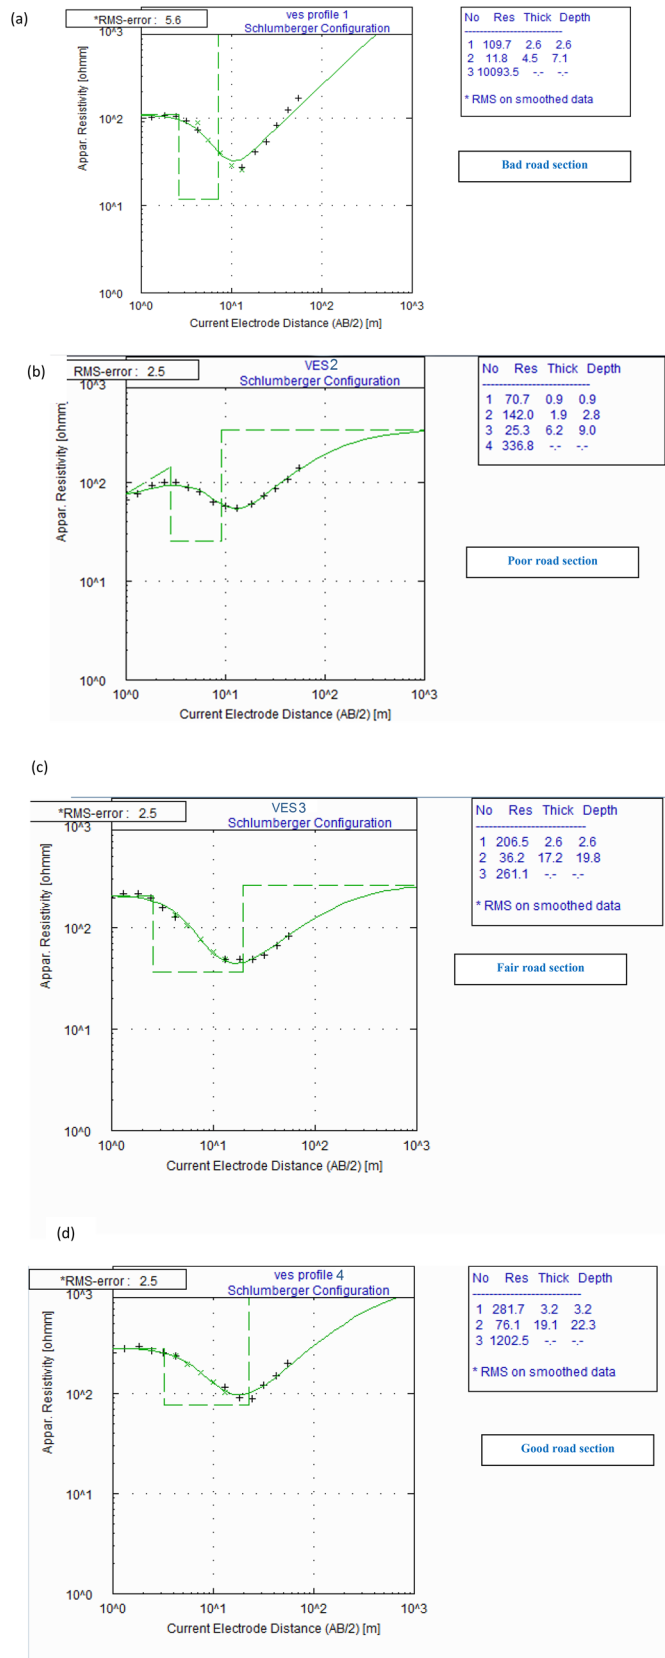 (a)
*RMS-error : 5.6
ves profile 1
Schlumberger Configuration
Appar. Resistivity [ohmm]
10^3
10^2
10^1
10^0
10^0 10^1 10^2 10^3
Current Electrode Distance (AB/2) [m]
No Res Thick Depth
1 109.7 2.6 2.6
2 11.8 4.5 7.1
3 10093.5 -.- -.-
* RMS on smoothed data
Bad road section
(b)
RMS-error : 2.5
VES2
Schlumberger Configuration
Appar. Resistivity [ohmm]
10^3
10^2
10^1
10^0
10^0 10^1 10^2 10^3
Current Electrode Distance (AB/2) [m]
No Res Thick Depth
1 70.7 0.9 0.9
2 142.0 1.9 2.8
3 25.3 6.2 9.0
4 336.8 -.- -.-
Poor road section
(c)
*RMS-error : 2.5
VES3
Schlumberger Configuration
Appar. Resistivity [ohmm]
10^3
10^2
10^1
10^0
10^0 10^1 10^2 10^3
Current Electrode Distance (AB/2) [m]
No Res Thick Depth
1 206.5 2.6 2.6
2 36.2 17.2 19.8
3 261.1 -.- -.-
* RMS on smoothed data
Fair road section
(d)
*RMS-error : 2.5
ves profile 4
Schlumberger Configuration
Appar. Resistivity [ohmm]
10^3
10^2
10^1
10^0
10^0 10^1 10^2 10^3
Current Electrode Distance (AB/2) [m]
No Res Thick Depth
1 281.7 3.2 3.2
2 76.1 19.1 22.3
3 1202.5 -.- -.-
* RMS on smoothed data
Good road section